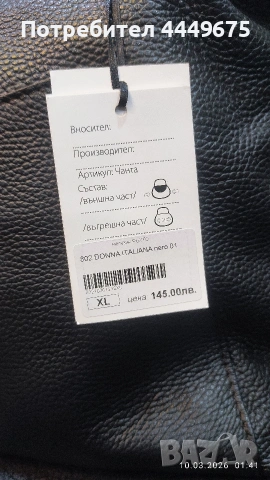 Потребител 4449675
Вносител:
Производител:
Артикул: Чанта
Състав:
/външна част/
/вътрешна част/
802 DONNA ITALIANA nero 01
XL цена 145.00лв.
10.03.2026 01:41
bazar